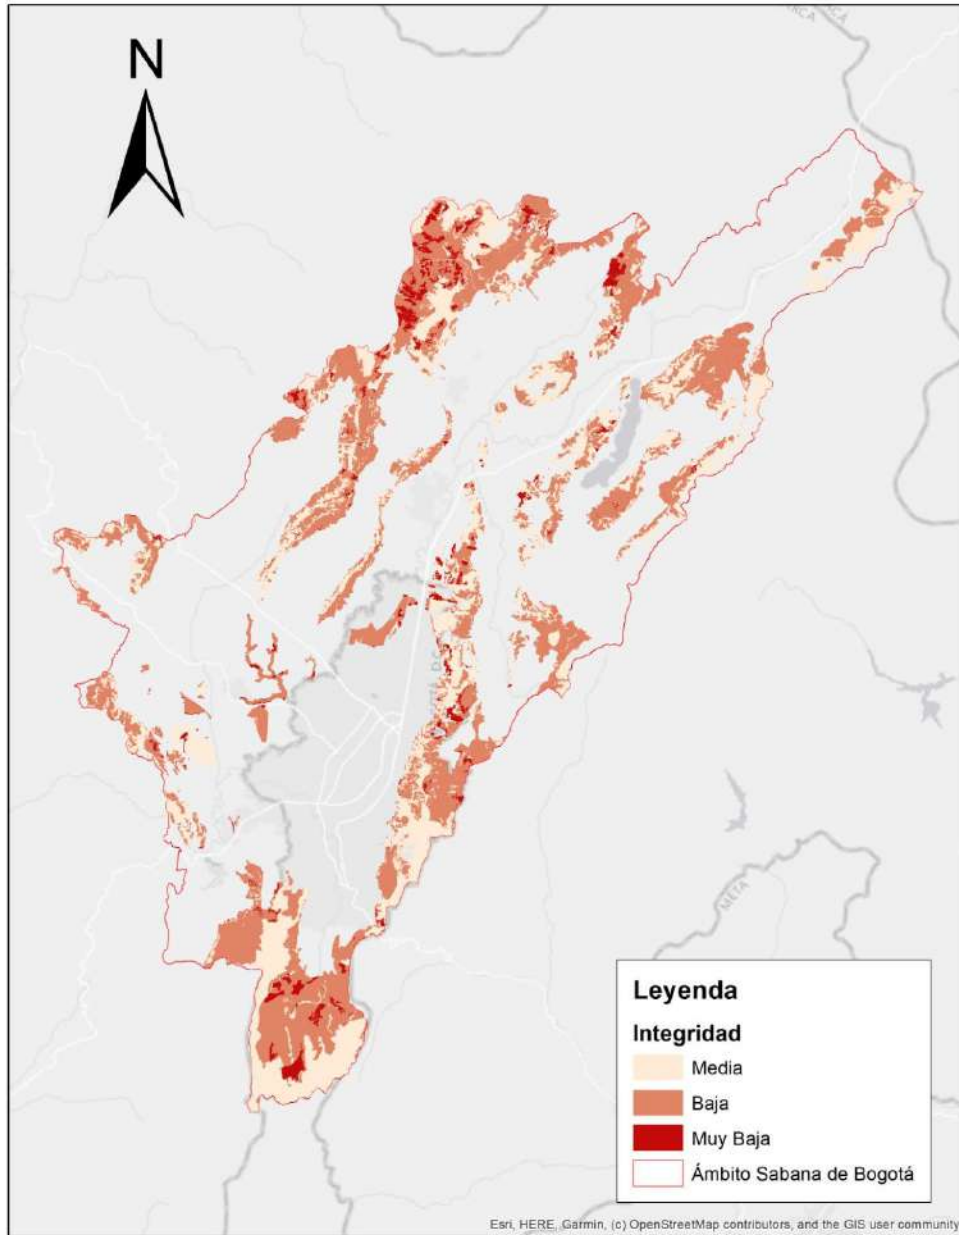 N
META
Leyenda
Integridad
Media
Baja
Muy Baja
Ámbito Sabana de Bogotá
Esri, HERE, Garmin, (c) OpenStreetMap contributors, and the GIS user community